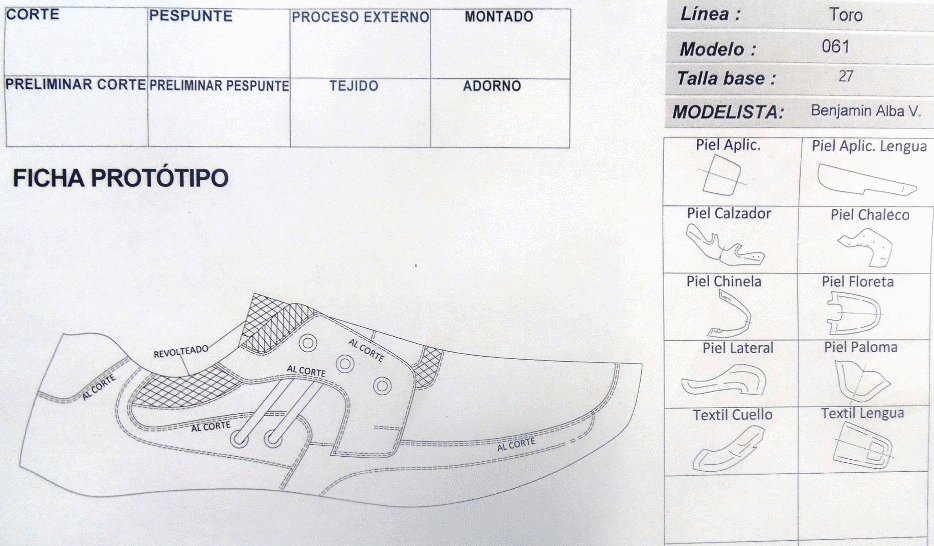 CORTE PESPUNTE PROCESO EXTERNO MONTADO
PRELIMINAR CORTE PRELIMINAR PESPUNTE TEJIDO ADORNO
FICHA PROTÓTIPO
REVOLTEADO
AL CORTE
AL CORTE
AL CORTE
AL CORTE
AL CORTE
Línea : Toro
Modelo : 061
Talla base : 27
MODELISTA: Benjamin Alba V.
Piel Aplic. Piel Aplic. Lengua
Piel Calzador Piel Chaleco
Piel Chinela Piel Floreta
Piel Lateral Piel Paloma
Textil Cuello Textil Lengua